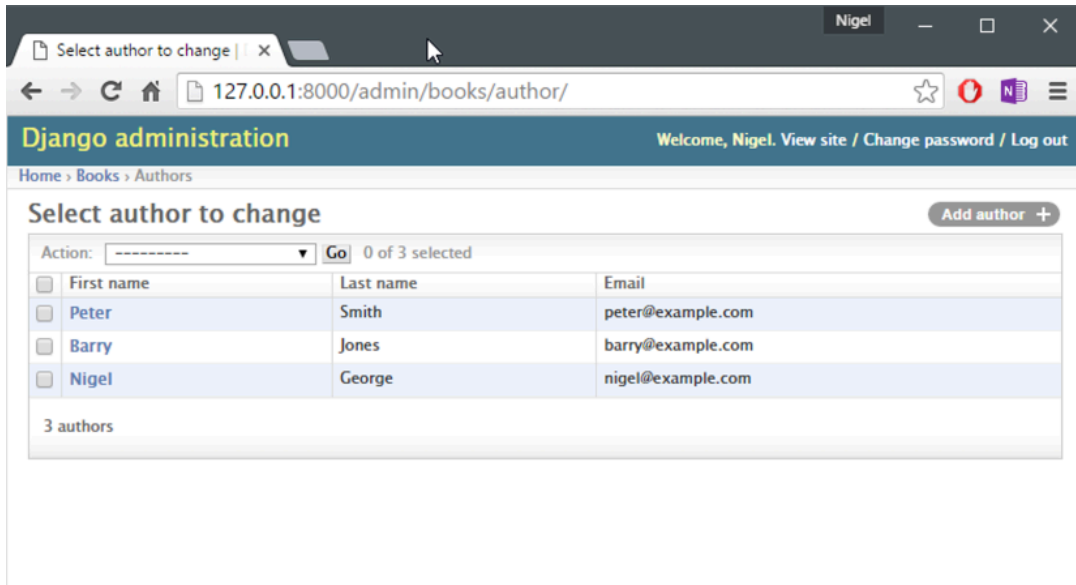 Nigel
Select author to change |
127.0.0.1:8000/admin/books/author/
Django administration Welcome, Nigel. View site / Change password / Log out
Home › Books › Authors
Select author to change Add author +
Action: --------- Go 0 of 3 selected
First name Last name Email
Peter Smith peter@example.com
Barry Jones barry@example.com
Nigel George nigel@example.com
3 authors